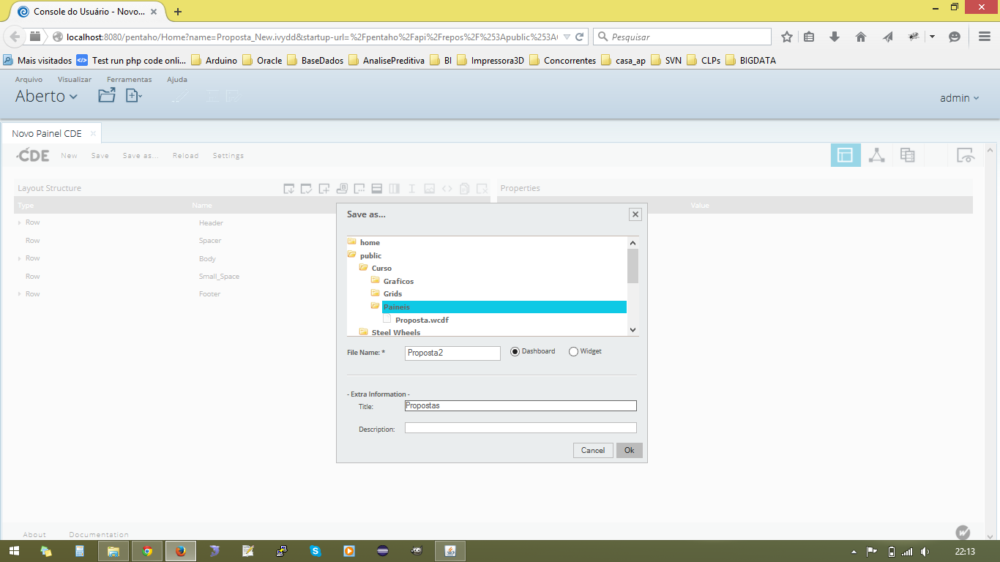 Console do Usuário - Novo...
localhost:8080/pentaho/Home?name=Proposta_New.ivydd&startup-url=%2Fpentaho%2Fapi%2Frepos%2F%253Apublic%253AC
Pesquisar
Mais visitados
Test run php code onli...
Arduino
Oracle
BaseDados
AnalisePreditiva
BI
Impressora3D
Concorrentes
casa_ap
SVN
CLPs
BIGDATA
Arquivo Visualizar Ferramentas Ajuda
Aberto
admin
Novo Painel CDE
CDE New Save Save as... Reload Settings
Layout Structure
Properties
Type Name
Value
Row Header
Row Spacer
Row Body
Row Small_Space
Row Footer
Save as...
home
public
Curso
Graficos
Grids
Paineis
Proposta.wcdf
Steel Wheels
File Name: * Proposta2 Dashboard Widget
- Extra Information -
Title: Propostas
Description:
Cancel Ok
About Documentation
22:13